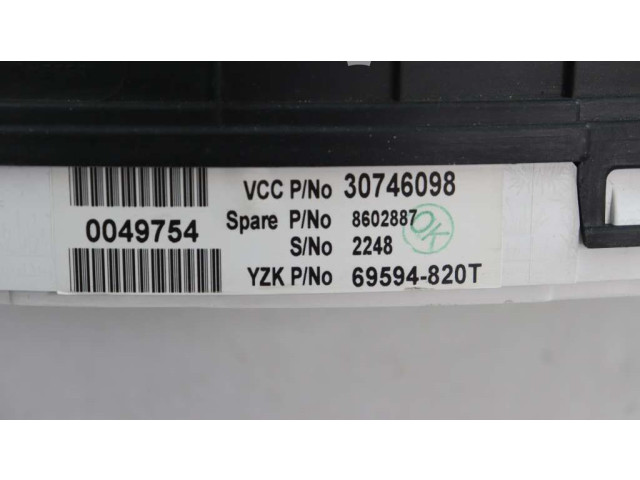 0049754
VCC P/No 30746098
Spare P/No 8602887
OK
S/No 2248
YZK P/No 69594-820T